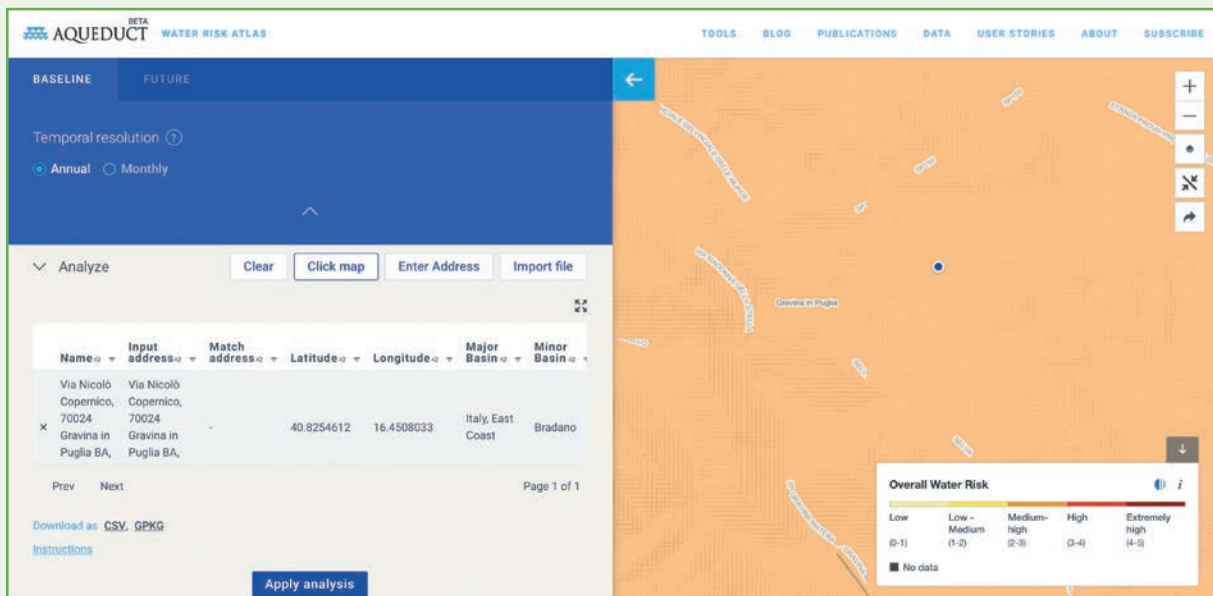 BETA
AQUEDUCT WATER RISK ATLAS
TOOLS BLOG PUBLICATIONS DATA USER STORIES ABOUT SUBSCRIBE
BASELINE FUTURE
Temporal resolution ?
Annual Monthly
Analyze Clear Click map Enter Address Import file
Name Input address Match address Latitude Longitude Major Basin Minor Basin
Via Nicolò Copernico, 70024 Gravina in Puglia BA,
Via Nicolò Copernico, 70024 Gravina in Puglia BA,
- 40.8254612 16.4508033 Italy, East Coast Bradano
Prev Next Page 1 of 1
Download as CSV, GPKG
Instructions
Apply analysis
Gravina in Puglia
Overall Water Risk i
Low Low - Medium Medium- high High Extremely high
(0-1) (1-2) (2-3) (3-4) (4-5)
No data